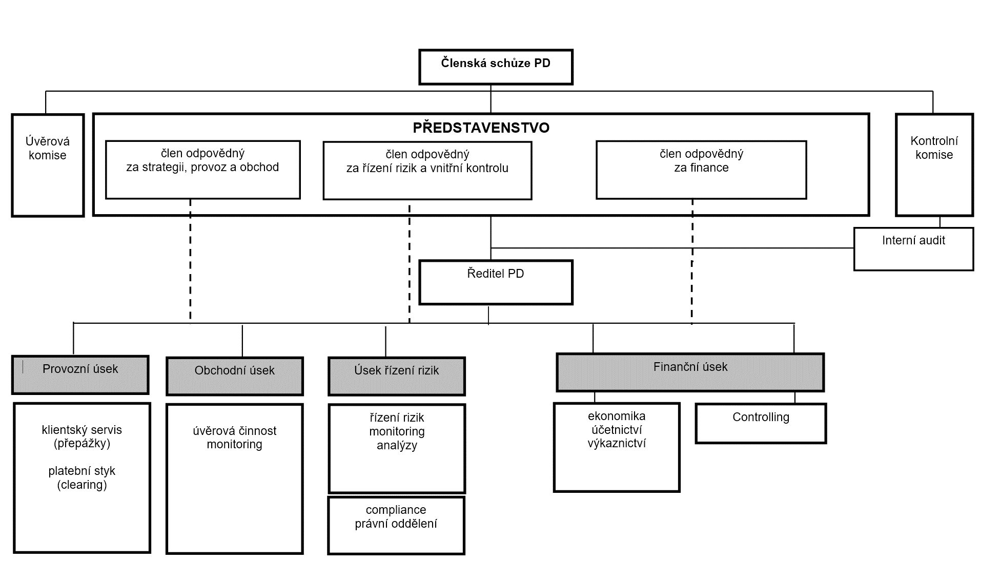 Členská schůze PD
Úvěrová
komise
PŘEDSTAVENSTVO
člen odpovědný
za strategii, provoz a obchod
člen odpovědný
za řízení rizik a vnitřní kontrolu
člen odpovědný
za finance
Kontrolní
komise
Interní audit
Ředitel PD
Provozní úsek
Obchodní úsek
Úsek řízení rizik
Finanční úsek
klientský servis
(přepážky)
platební styk
(clearing)
úvěrová činnost
monitoring
řízení rizik
monitoring
analýzy
compliance
právní oddělení
ekonomika
účetnictví
výkaznictví
Controlling